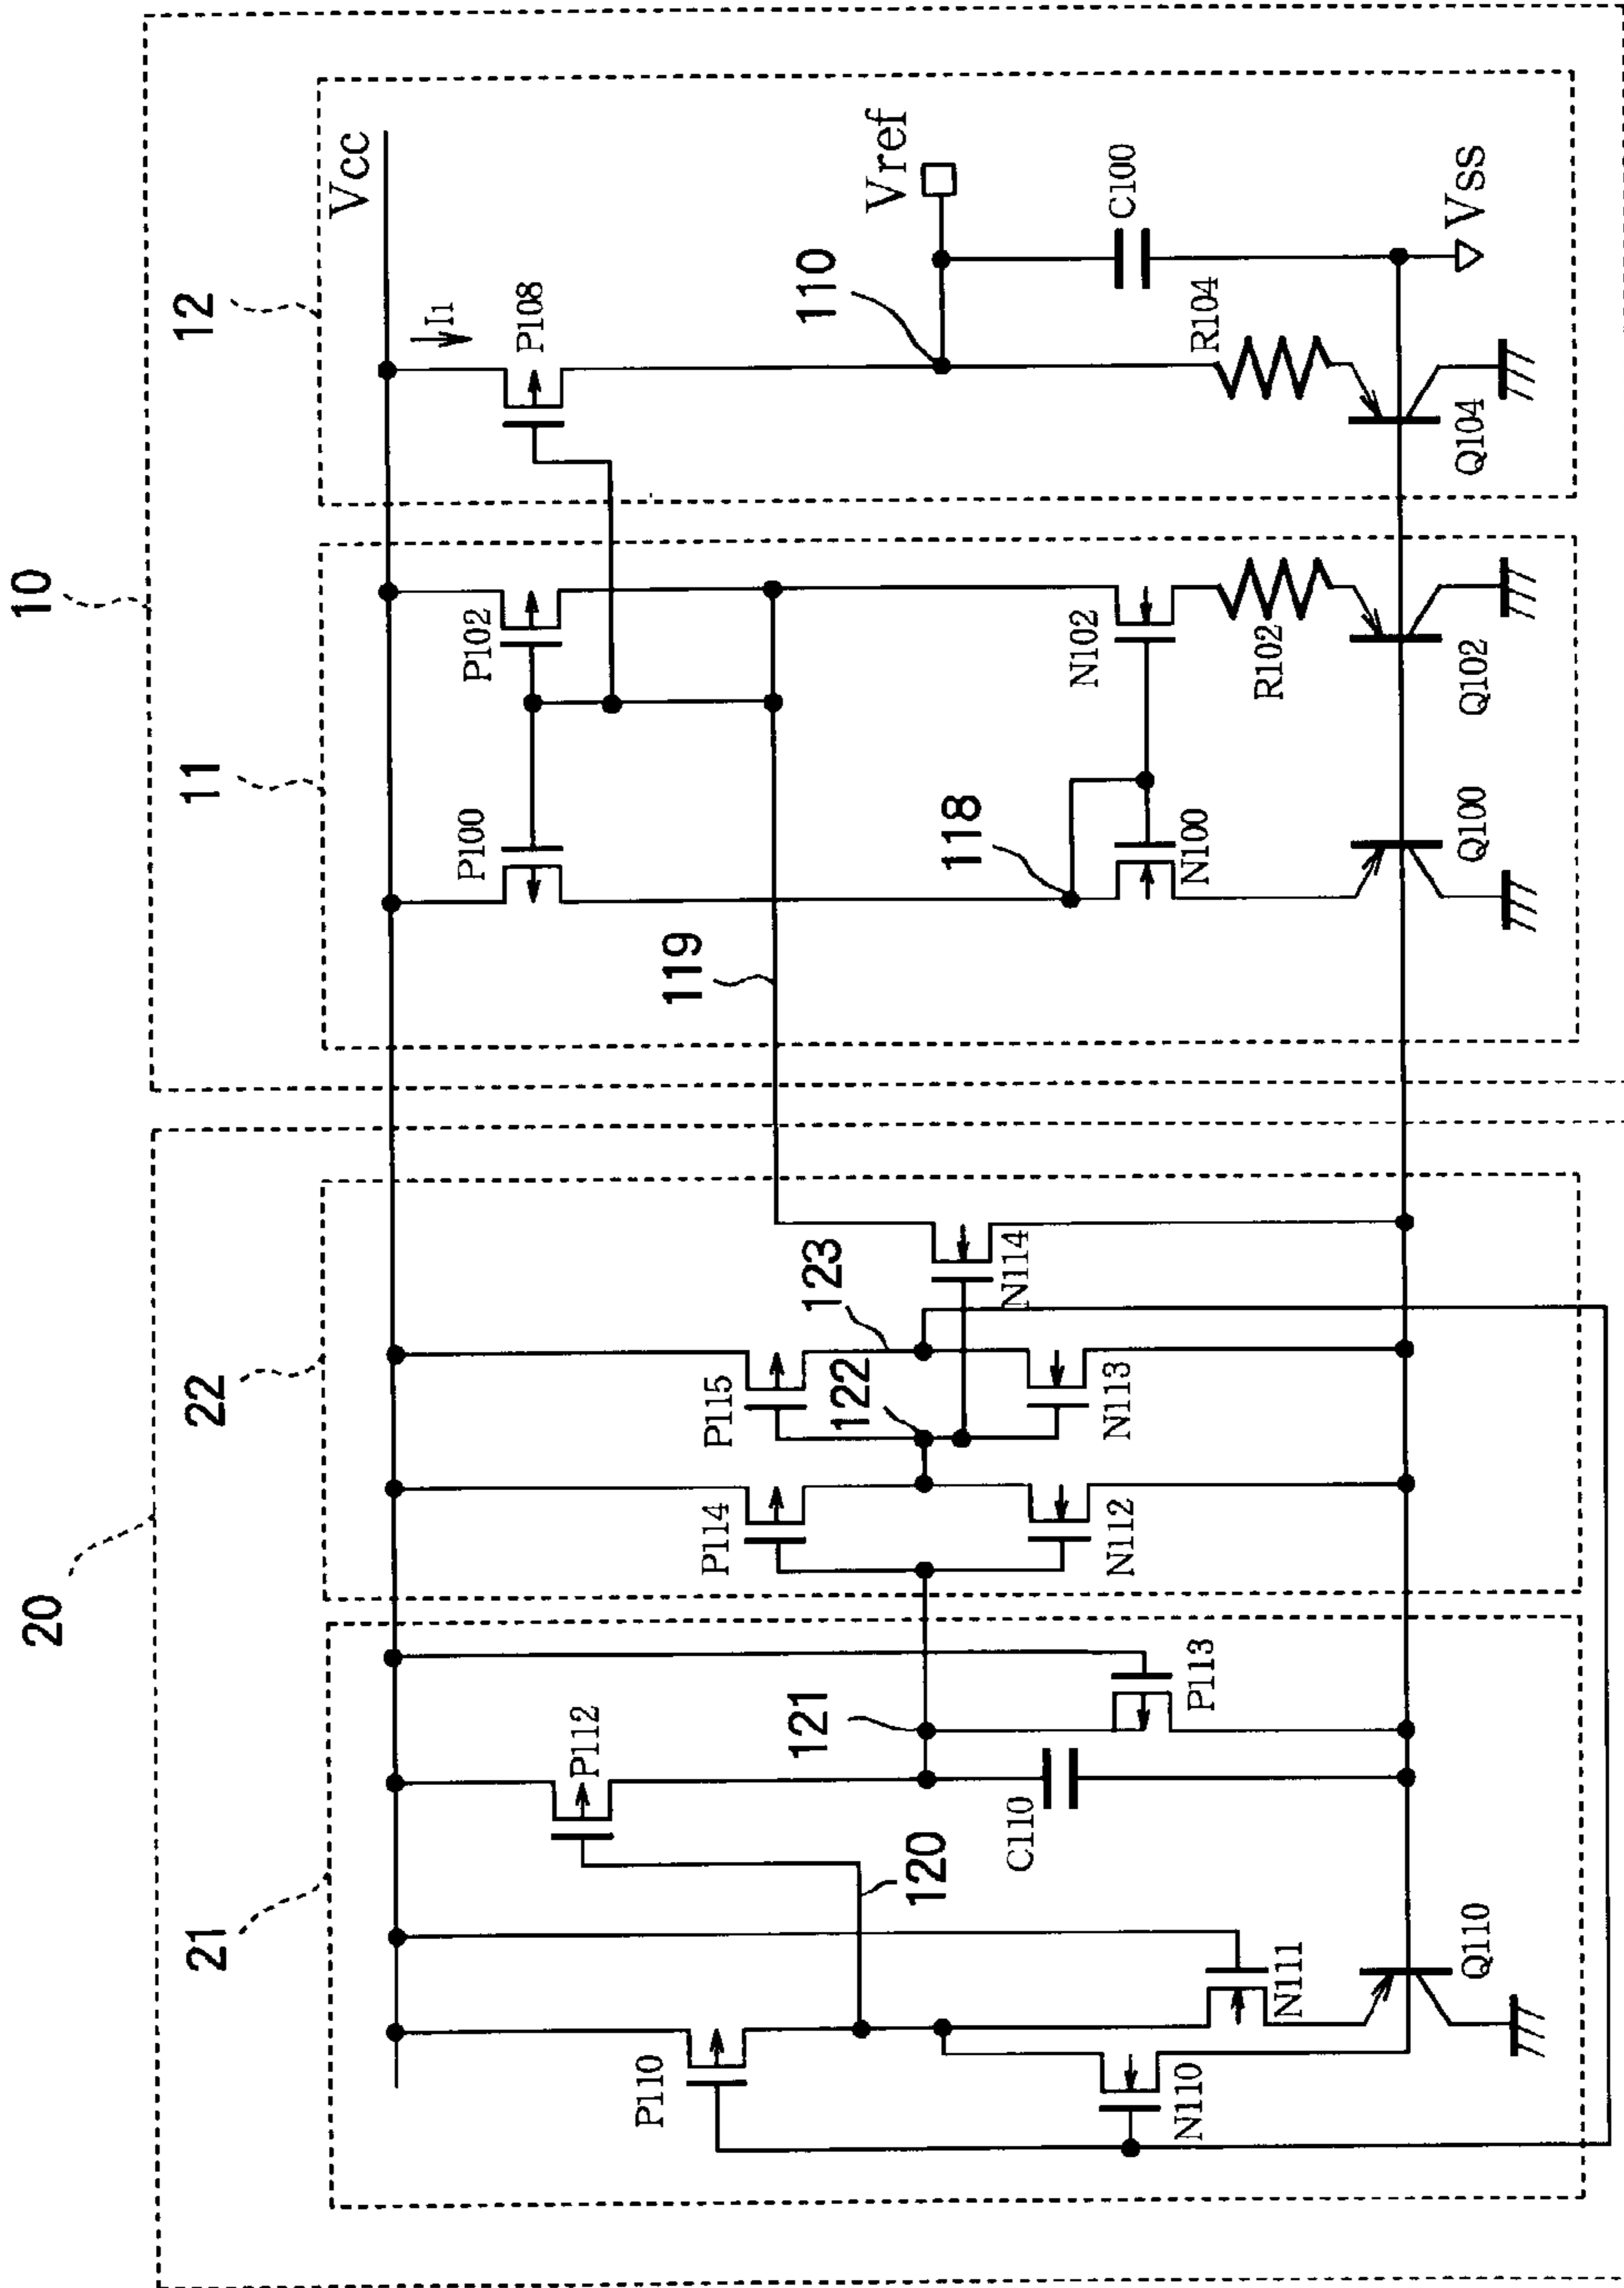 10
11
12
Vcc
I1
P108
P102
P100
Vref
110
C100
R104
Vss
Q104
119
118
N102
N100
R102
Q102
Q100
20
21
22
P115
123
122
N114
P114
N113
N112
P112
121
P113
120
C110
P110
N111
N110
Q110